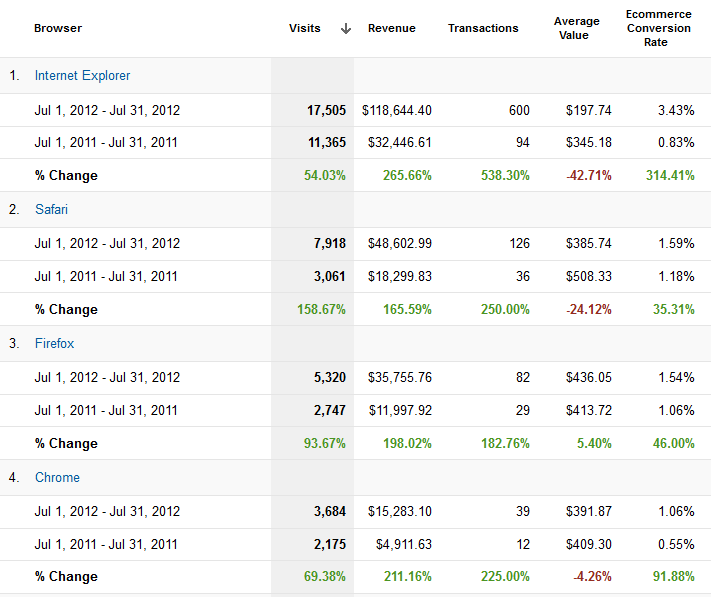 Browser Visits Revenue Transactions Average Value Ecommerce Conversion Rate
1. Internet Explorer
Jul 1, 2012 - Jul 31, 2012 17,505 $118,644.40 600 $197.74 3.43%
Jul 1, 2011 - Jul 31, 2011 11,365 $32,446.61 94 $345.18 0.83%
% Change 54.03% 265.66% 538.30% -42.71% 314.41%
2. Safari
Jul 1, 2012 - Jul 31, 2012 7,918 $48,602.99 126 $385.74 1.59%
Jul 1, 2011 - Jul 31, 2011 3,061 $18,299.83 36 $508.33 1.18%
% Change 158.67% 165.59% 250.00% -24.12% 35.31%
3. Firefox
Jul 1, 2012 - Jul 31, 2012 5,320 $35,755.76 82 $436.05 1.54%
Jul 1, 2011 - Jul 31, 2011 2,747 $11,997.92 29 $413.72 1.06%
% Change 93.67% 198.02% 182.76% 5.40% 46.00%
4. Chrome
Jul 1, 2012 - Jul 31, 2012 3,684 $15,283.10 39 $391.87 1.06%
Jul 1, 2011 - Jul 31, 2011 2,175 $4,911.63 12 $409.30 0.55%
% Change 69.38% 211.16% 225.00% -4.26% 91.88%